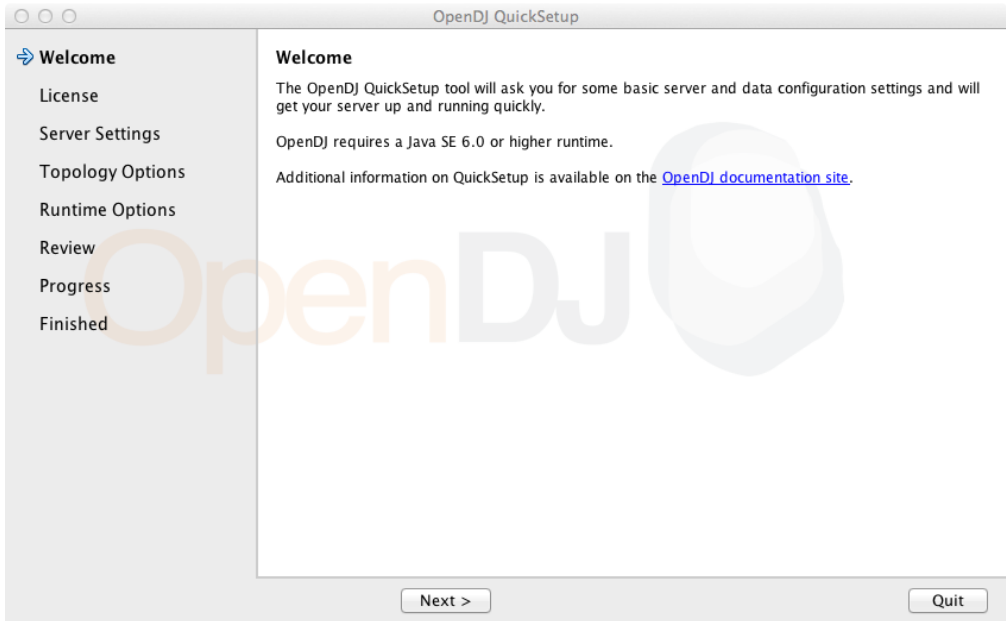 OpenDJ QuickSetup
Welcome
License
Server Settings
Topology Options
Runtime Options
Review
Progress
Finished
Welcome
The OpenDJ QuickSetup tool will ask you for some basic server and data configuration settings and will
get your server up and running quickly.
OpenDJ requires a Java SE 6.0 or higher runtime.
Additional information on QuickSetup is available on the OpenDJ documentation site.
OpenDJ
Next >
Quit